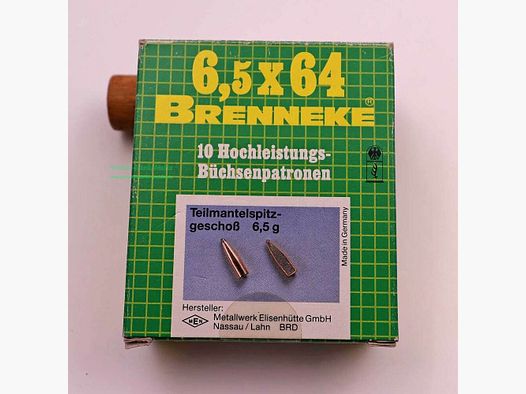 6,5x64
BRENNEKE®
10 Hochleistungs-
Büchsenpatronen
Teilmantelspitz-
geschoß 6,5 g
Made in Germany
Hersteller:
MEN
Metallwerk Elisenhütte GmbH
Nassau / Lahn BRD